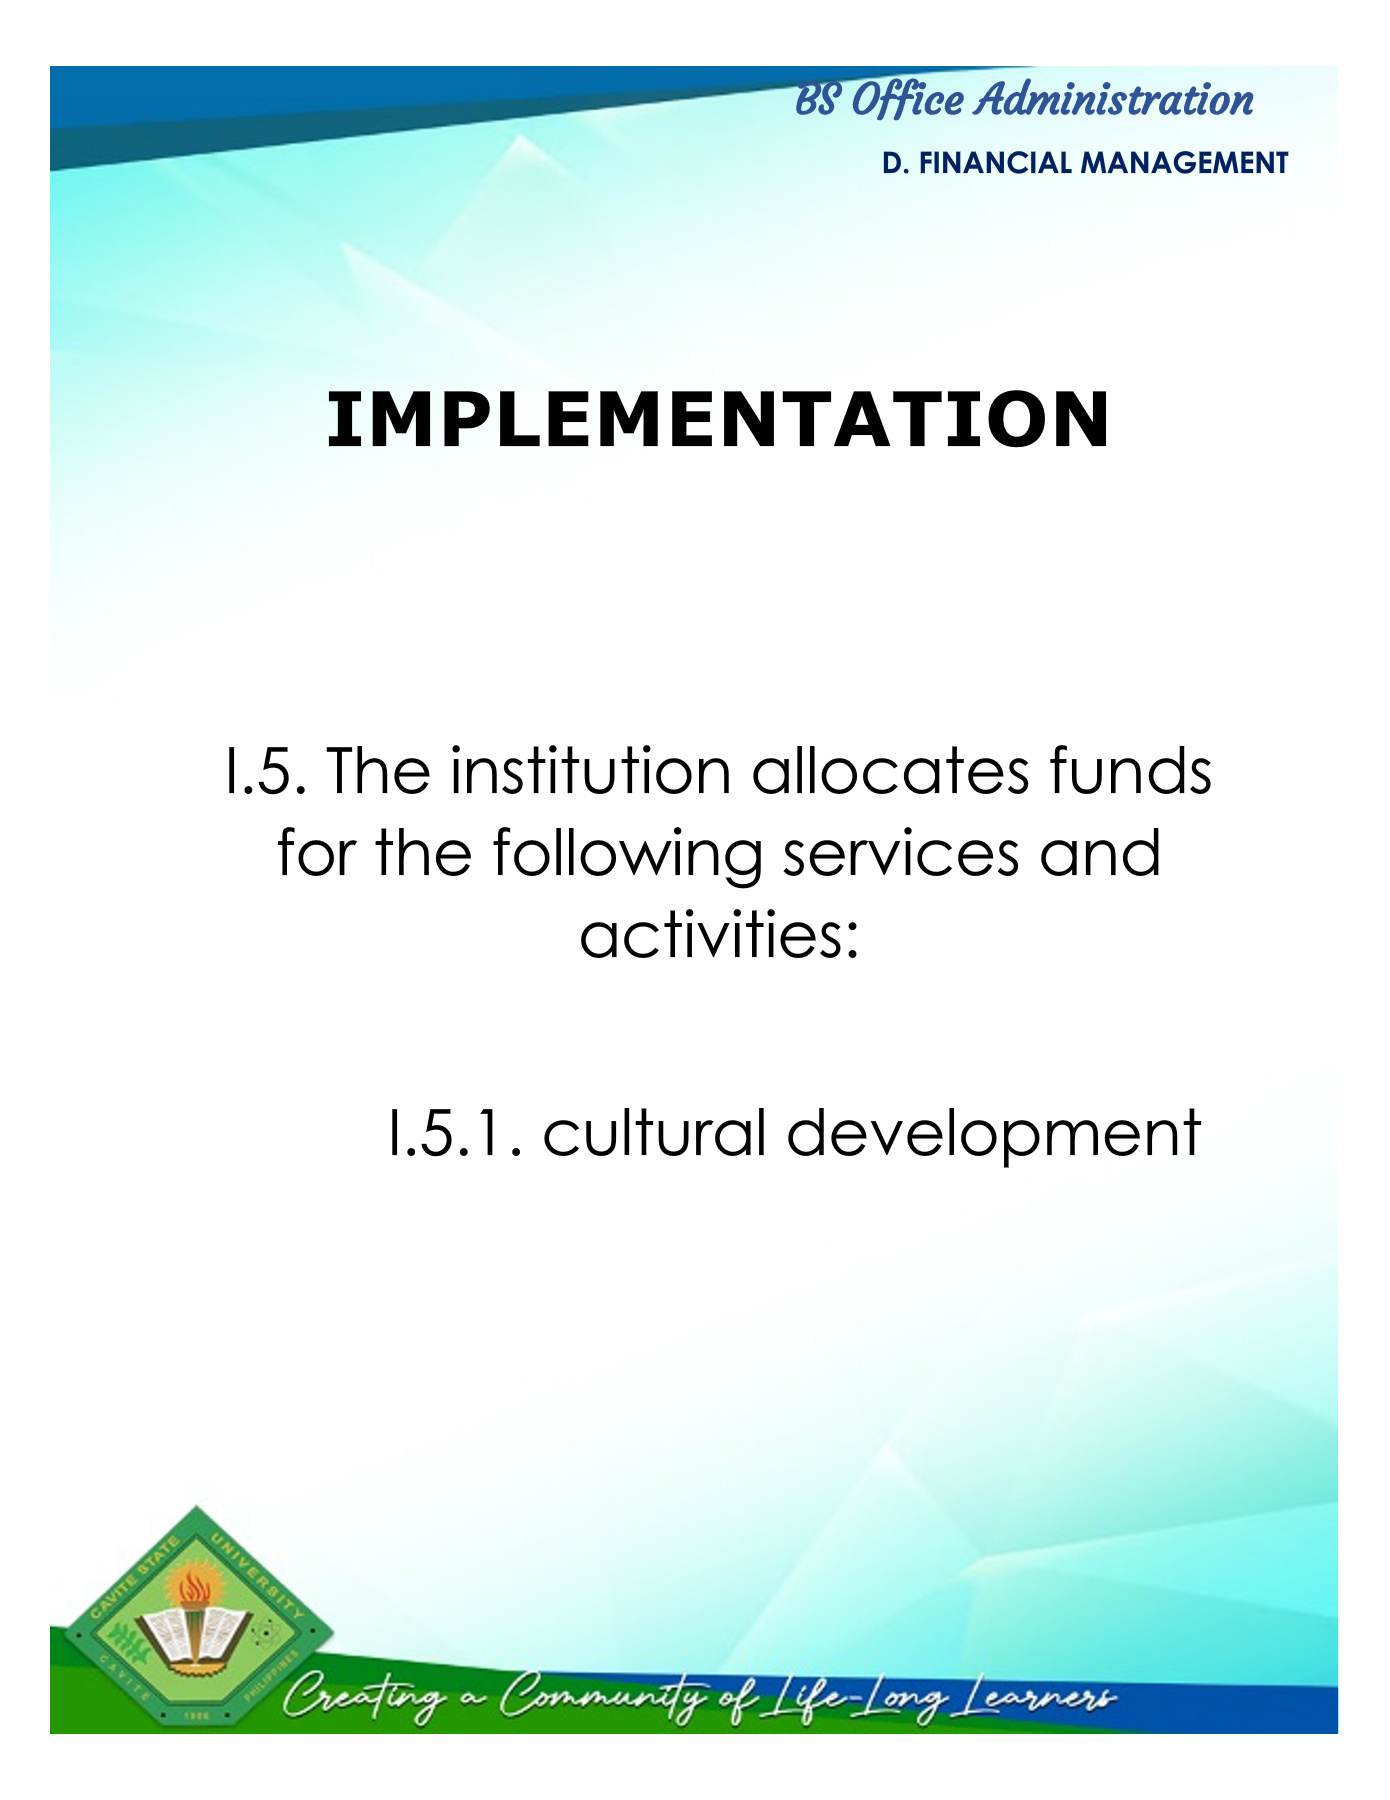 BS Office Administration
D. FINANCIAL MANAGEMENT
IMPLEMENTATION
I.5. The institution allocates funds
for the following services and
activities:
I.5.1. cultural development
CAVITE STATE UNIVERSITY
CAVITE
PHILIPPINES
1906
Creating a Community of Life-Long Learners